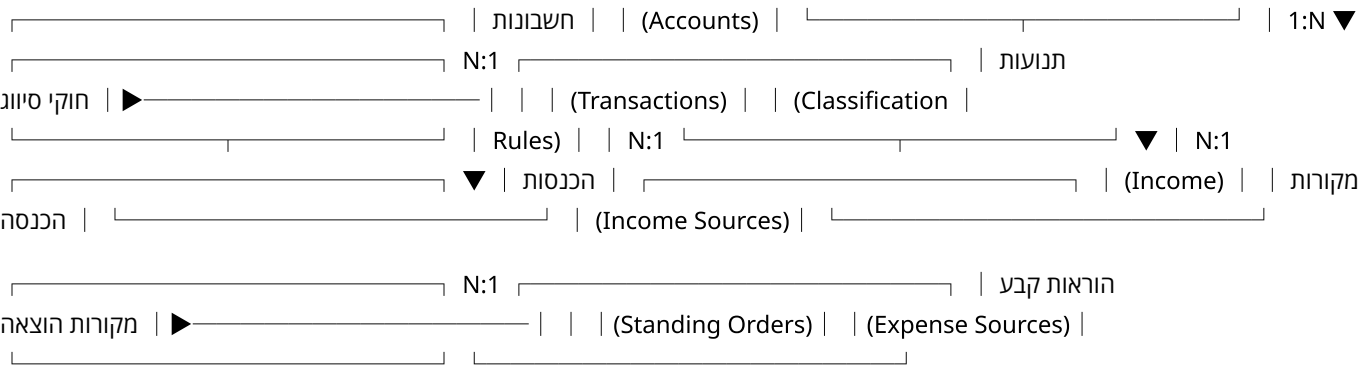 ┌──────────────────┐ │ חשבונות │ │ (Accounts) │ └──────────────────┬──────────────────┘ │ 1:N ▼
┌──────────────────┐ N:1 ┌──────────────────┐ │ תנועות
│ חוקי סיווג │ ▶────────────── │ │ │ (Transactions) │ │ (Classification │
└─────────┬─────────┘ │ Rules) │ │ N:1 └─────────┬─────────┘ ▼ │ N:1
┌──────────────────┐ ▼ │ הכנסות │ ┌──────────────────┐ │ (Income) │ │ מקורות
הכנסה │ └──────────────────┘ │ (Income Sources) │ └──────────────────┘
┌──────────────────┐ N:1 ┌──────────────────┐ │ הוראות קבע
│ מקורות הוצאה │ ▶────────────── │ │ │ (Standing Orders) │ │ (Expense Sources) │
└──────────────────┘ └──────────────────┘